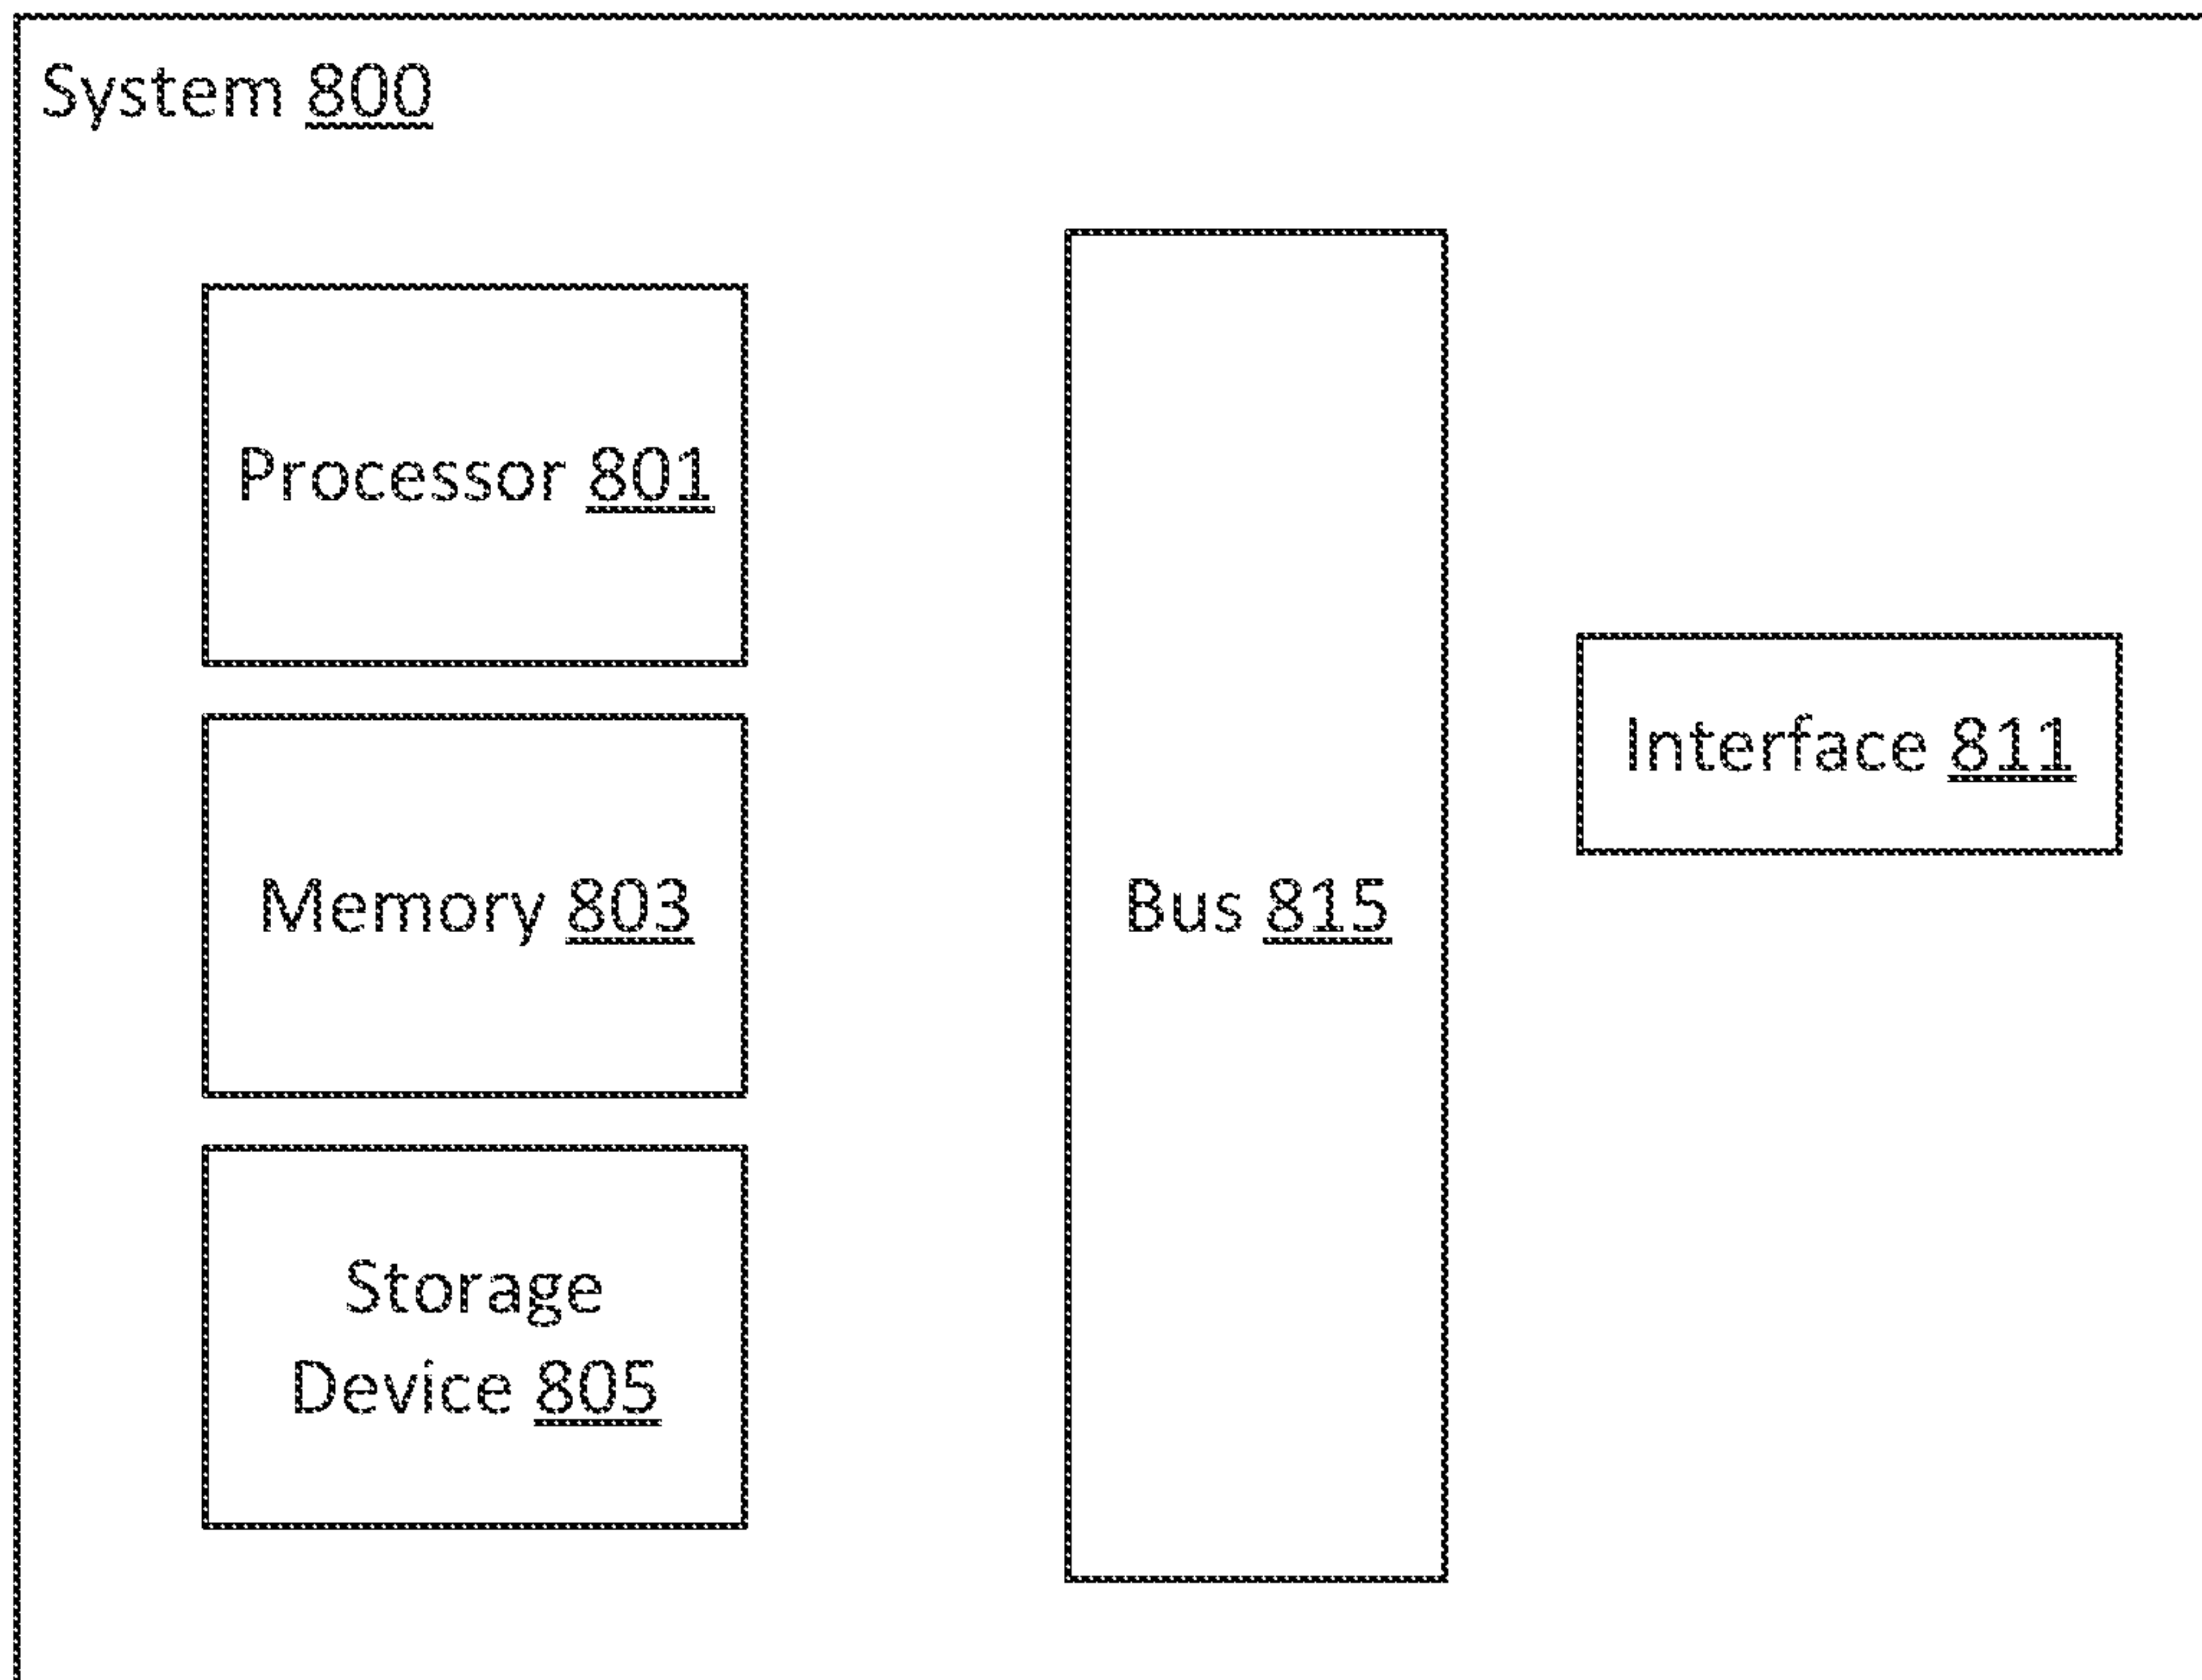 System 800
Processor 801
Memory 803
Storage
Device 805
Bus 815
Interface 811